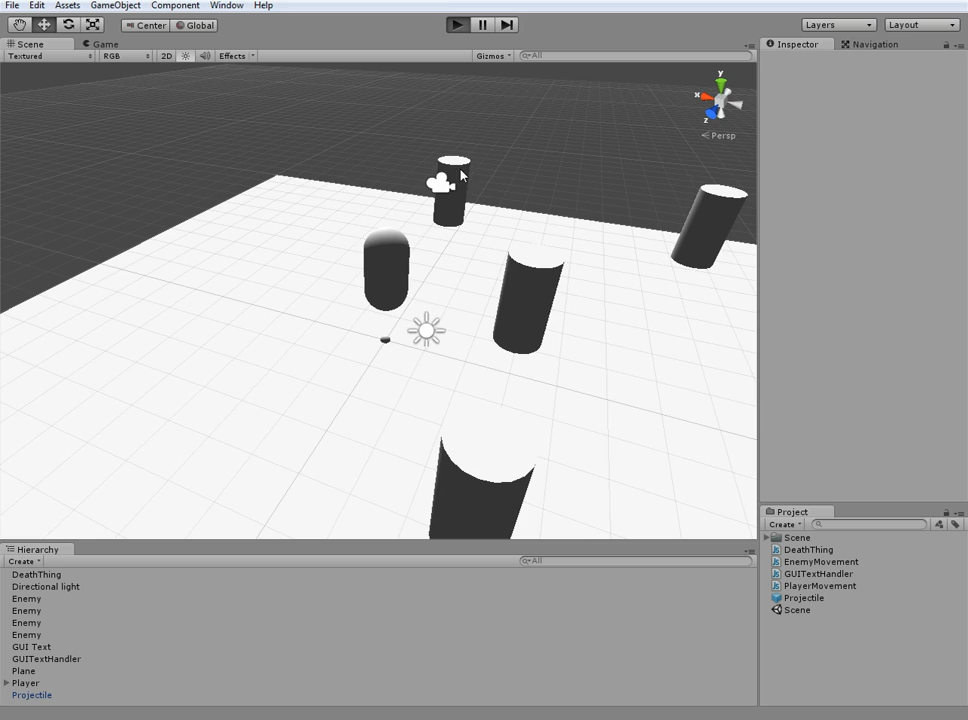 File Edit Assets GameObject Component Window Help
Center Global Layers Layout
Scene Game Inspector Navigation
Textured RGB 2D Effects Gizmos All
y
x
z
Persp
Project
Create
Scene
DeathThing
EnemyMovement
GUITextHandler
PlayerMovement
Projectile
Scene
Hierarchy
Create All
DeathThing
Directional light
Enemy
Enemy
Enemy
Enemy
GUI Text
GUITextHandler
Plane
Player
Projectile